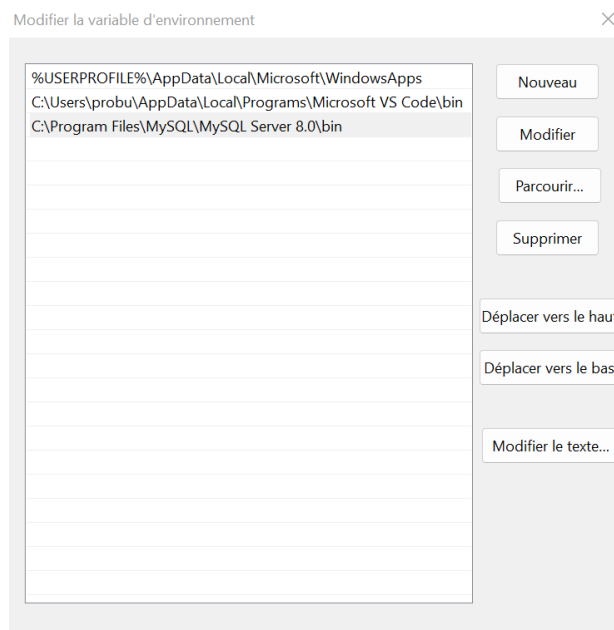 Modifier la variable d'environnement
%USERPROFILE%\AppData\Local\Microsoft\WindowsApps
C:\Users\probu\AppData\Local\Programs\Microsoft VS Code\bin
C:\Program Files\MySQL\MySQL Server 8.0\bin
Nouveau
Modifier
Parcourir...
Supprimer
Déplacer vers le haut
Déplacer vers le bas
Modifier le texte...